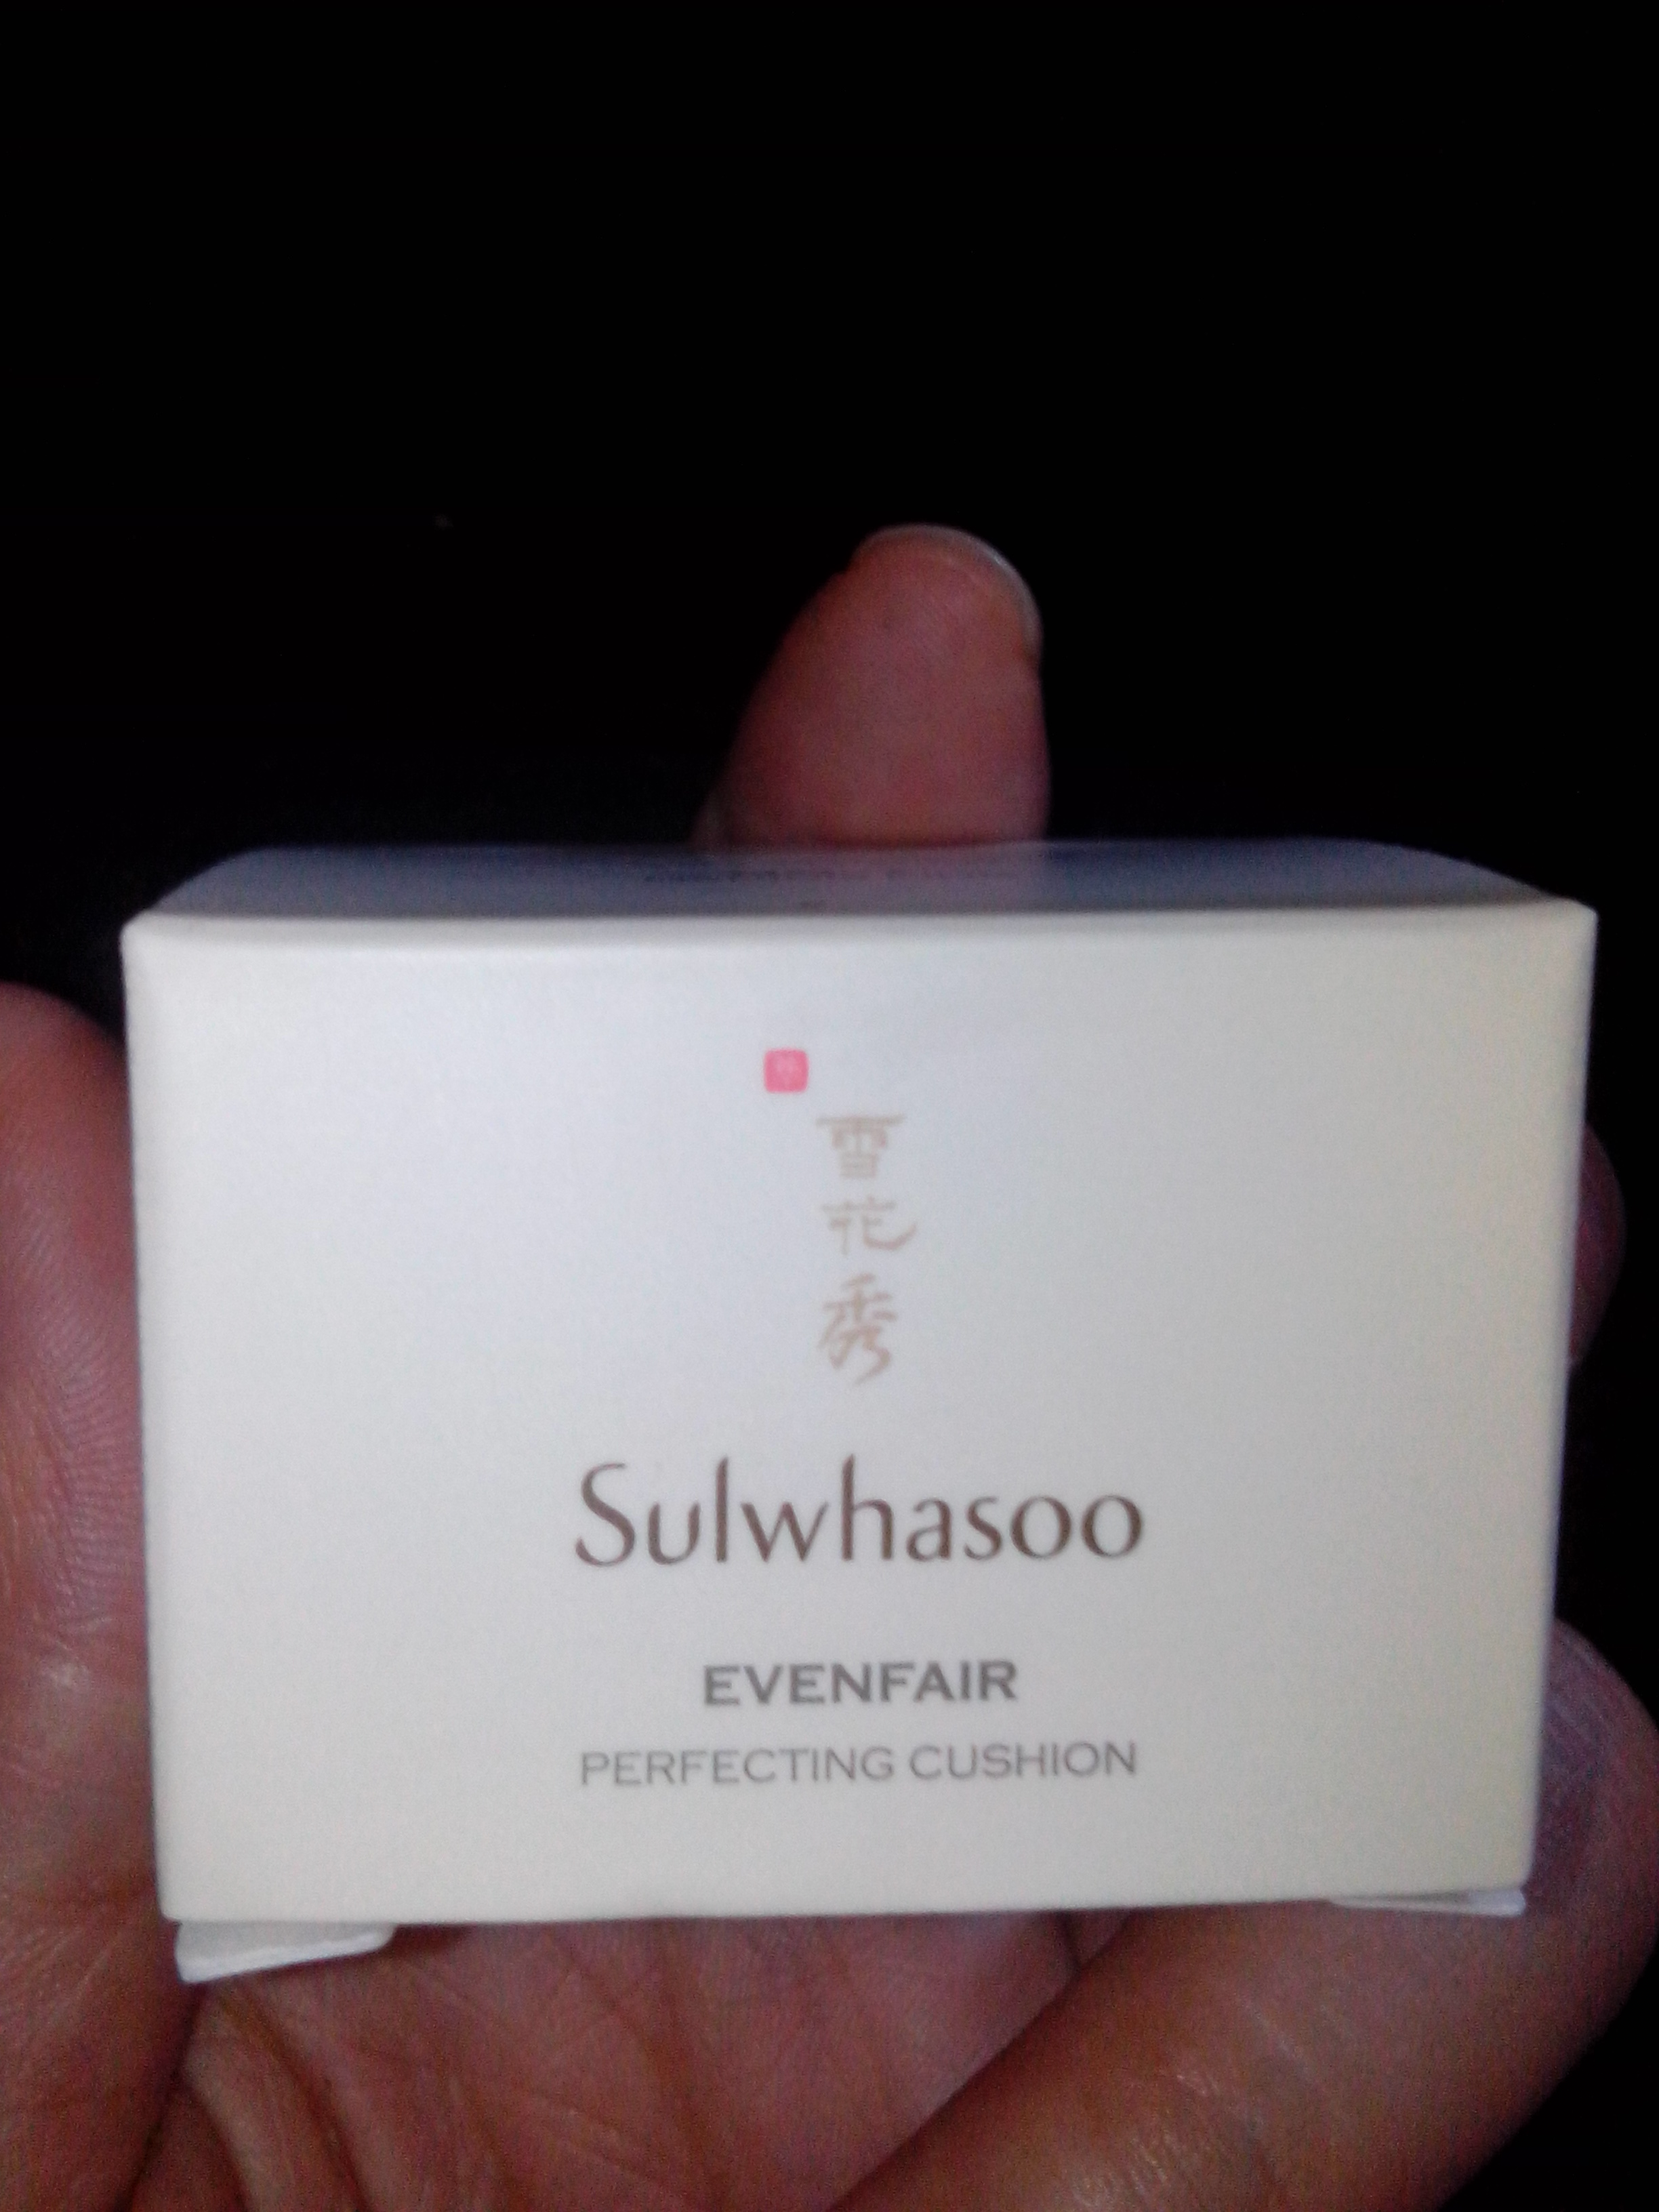 雪
花
秀
Sulwhasoo
EVENFAIR
PERFECTING CUSHION